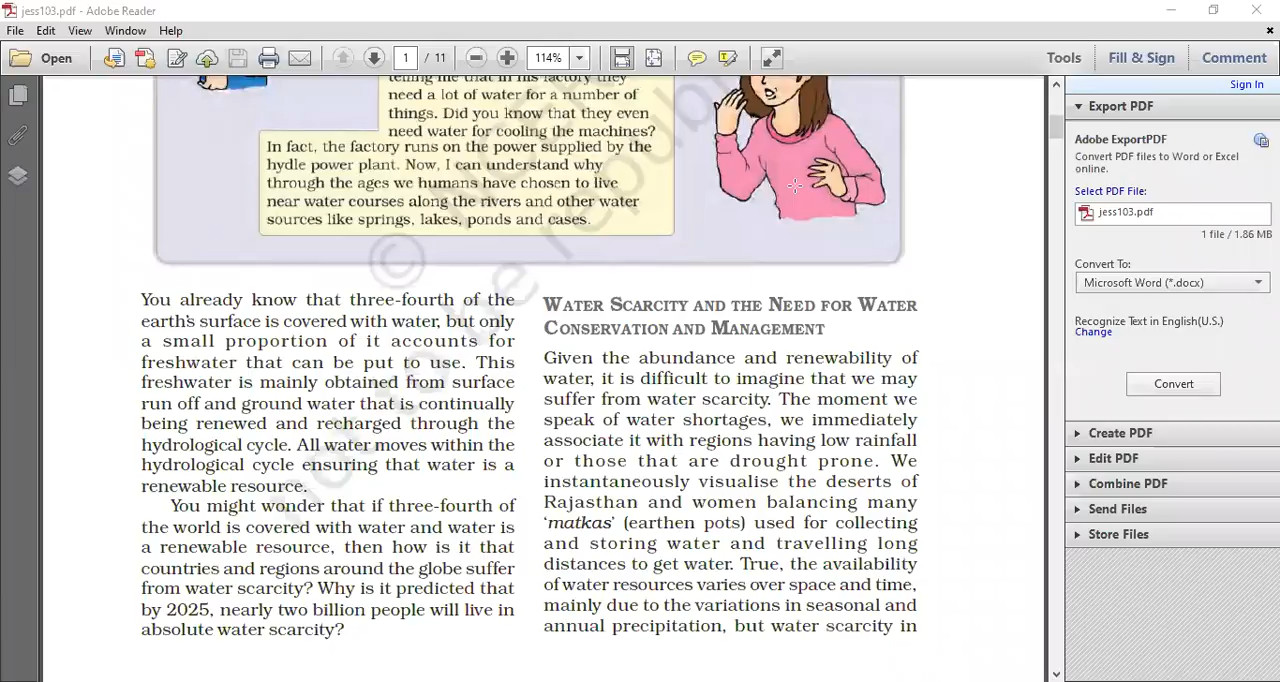 jess103.pdf - Adobe Reader
File Edit View Window Help
Open 1 / 11 114% Tools Fill & Sign Comment
Sign In
telling me that in his factory they
need a lot of water for a number of
things. Did you know that they even
need water for cooling the machines?
In fact, the factory runs on the power supplied by the
hydle power plant. Now, I can understand why
through the ages we humans have chosen to live
near water courses along the rivers and other water
sources like springs, lakes, ponds and cases.
© not to be republ
You already know that three-fourth of the
earth's surface is covered with water, but only
a small proportion of it accounts for
freshwater that can be put to use. This
freshwater is mainly obtained from surface
run off and ground water that is continually
being renewed and recharged through the
hydrological cycle. All water moves within the
hydrological cycle ensuring that water is a
renewable resource.
You might wonder that if three-fourth of
the world is covered with water and water is
a renewable resource, then how is it that
countries and regions around the globe suffer
from water scarcity? Why is it predicted that
by 2025, nearly two billion people will live in
absolute water scarcity?
WATER SCARCITY AND THE NEED FOR WATER
CONSERVATION AND MANAGEMENT
Given the abundance and renewability of
water, it is difficult to imagine that we may
suffer from water scarcity. The moment we
speak of water shortages, we immediately
associate it with regions having low rainfall
or those that are drought prone. We
instantaneously visualise the deserts of
Rajasthan and women balancing many
'matkas' (earthen pots) used for collecting
and storing water and travelling long
distances to get water. True, the availability
of water resources varies over space and time,
mainly due to the variations in seasonal and
annual precipitation, but water scarcity in
Export PDF
Adobe ExportPDF
Convert PDF files to Word or Excel
online.
Select PDF File:
jess103.pdf
1 file / 1.86 MB
Convert To:
Microsoft Word (*.docx)
Recognize Text in English(U.S.)
Change
Convert
Create PDF
Edit PDF
Combine PDF
Send Files
Store Files